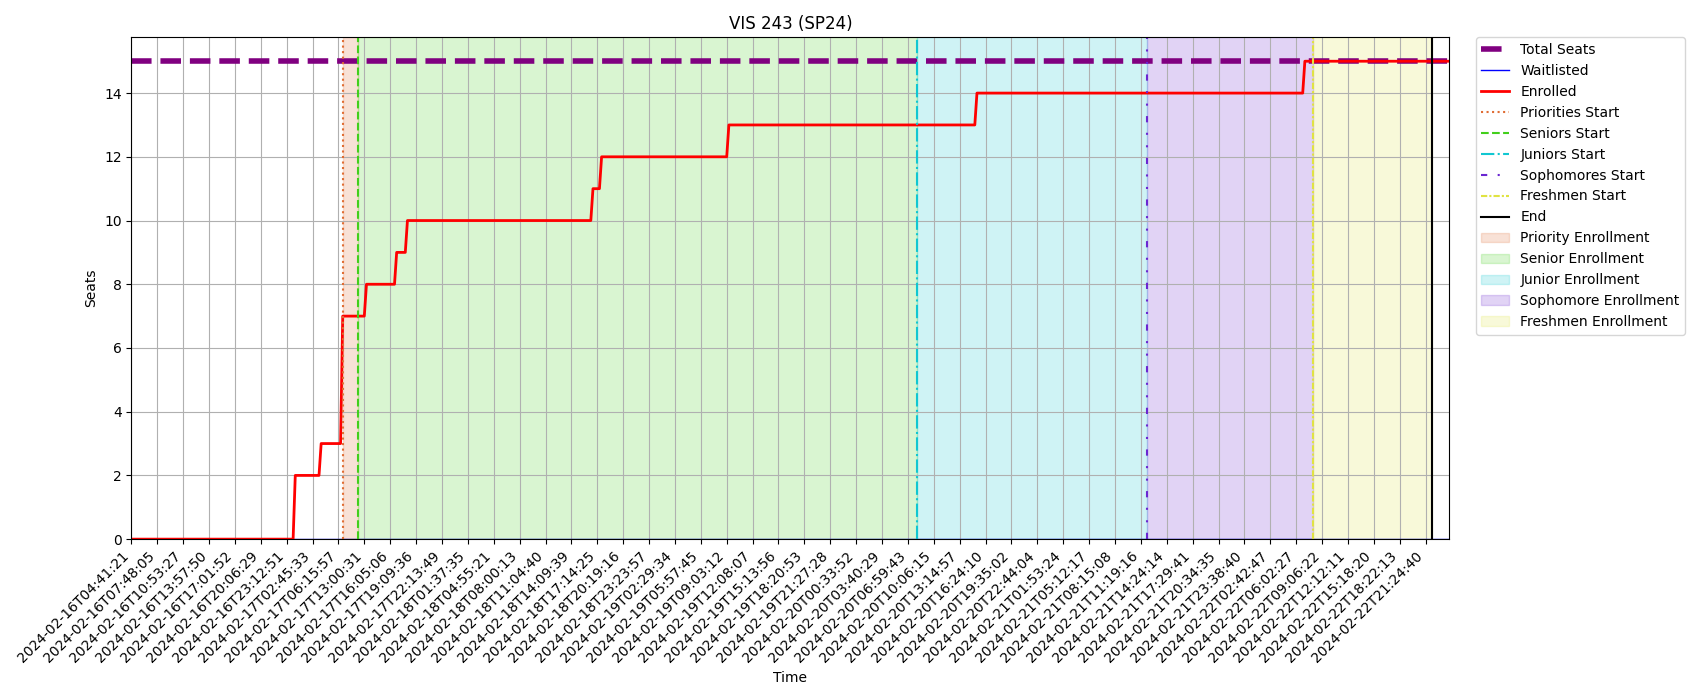 VIS 243 (SP24)
Total Seats
Waitlisted
Enrolled
Priorities Start
Seniors Start
Juniors Start
Sophomores Start
Freshmen Start
End
Priority Enrollment
Senior Enrollment
Junior Enrollment
Sophomore Enrollment
Freshmen Enrollment
Seats
14
12
10
8
6
4
2
0
2024-02-16T04:41:21
2024-02-16T07:48:05
2024-02-16T10:53:27
2024-02-16T13:57:50
2024-02-16T17:01:52
2024-02-16T20:06:29
2024-02-16T23:12:51
2024-02-17T02:45:33
2024-02-17T06:15:57
2024-02-17T13:00:31
2024-02-17T16:05:06
2024-02-17T19:09:36
2024-02-17T22:13:49
2024-02-18T01:37:35
2024-02-18T04:55:21
2024-02-18T08:00:13
2024-02-18T11:04:40
2024-02-18T14:09:39
2024-02-18T17:14:25
2024-02-18T20:19:16
2024-02-18T23:23:57
2024-02-19T02:29:34
2024-02-19T05:57:45
2024-02-19T09:03:12
2024-02-19T12:08:07
2024-02-19T15:13:56
2024-02-19T18:20:53
2024-02-19T21:27:28
2024-02-20T00:33:52
2024-02-20T03:40:29
2024-02-20T06:59:43
2024-02-20T10:06:15
2024-02-20T13:14:57
2024-02-20T16:24:10
2024-02-20T19:35:02
2024-02-20T22:44:04
2024-02-21T01:53:24
2024-02-21T05:12:17
2024-02-21T08:15:08
2024-02-21T11:19:16
2024-02-21T14:24:14
2024-02-21T17:29:41
2024-02-21T20:34:35
2024-02-21T23:38:40
2024-02-22T02:42:47
2024-02-22T06:02:27
2024-02-22T09:06:22
2024-02-22T12:12:11
2024-02-22T15:18:20
2024-02-22T18:22:13
2024-02-22T21:24:40
Time